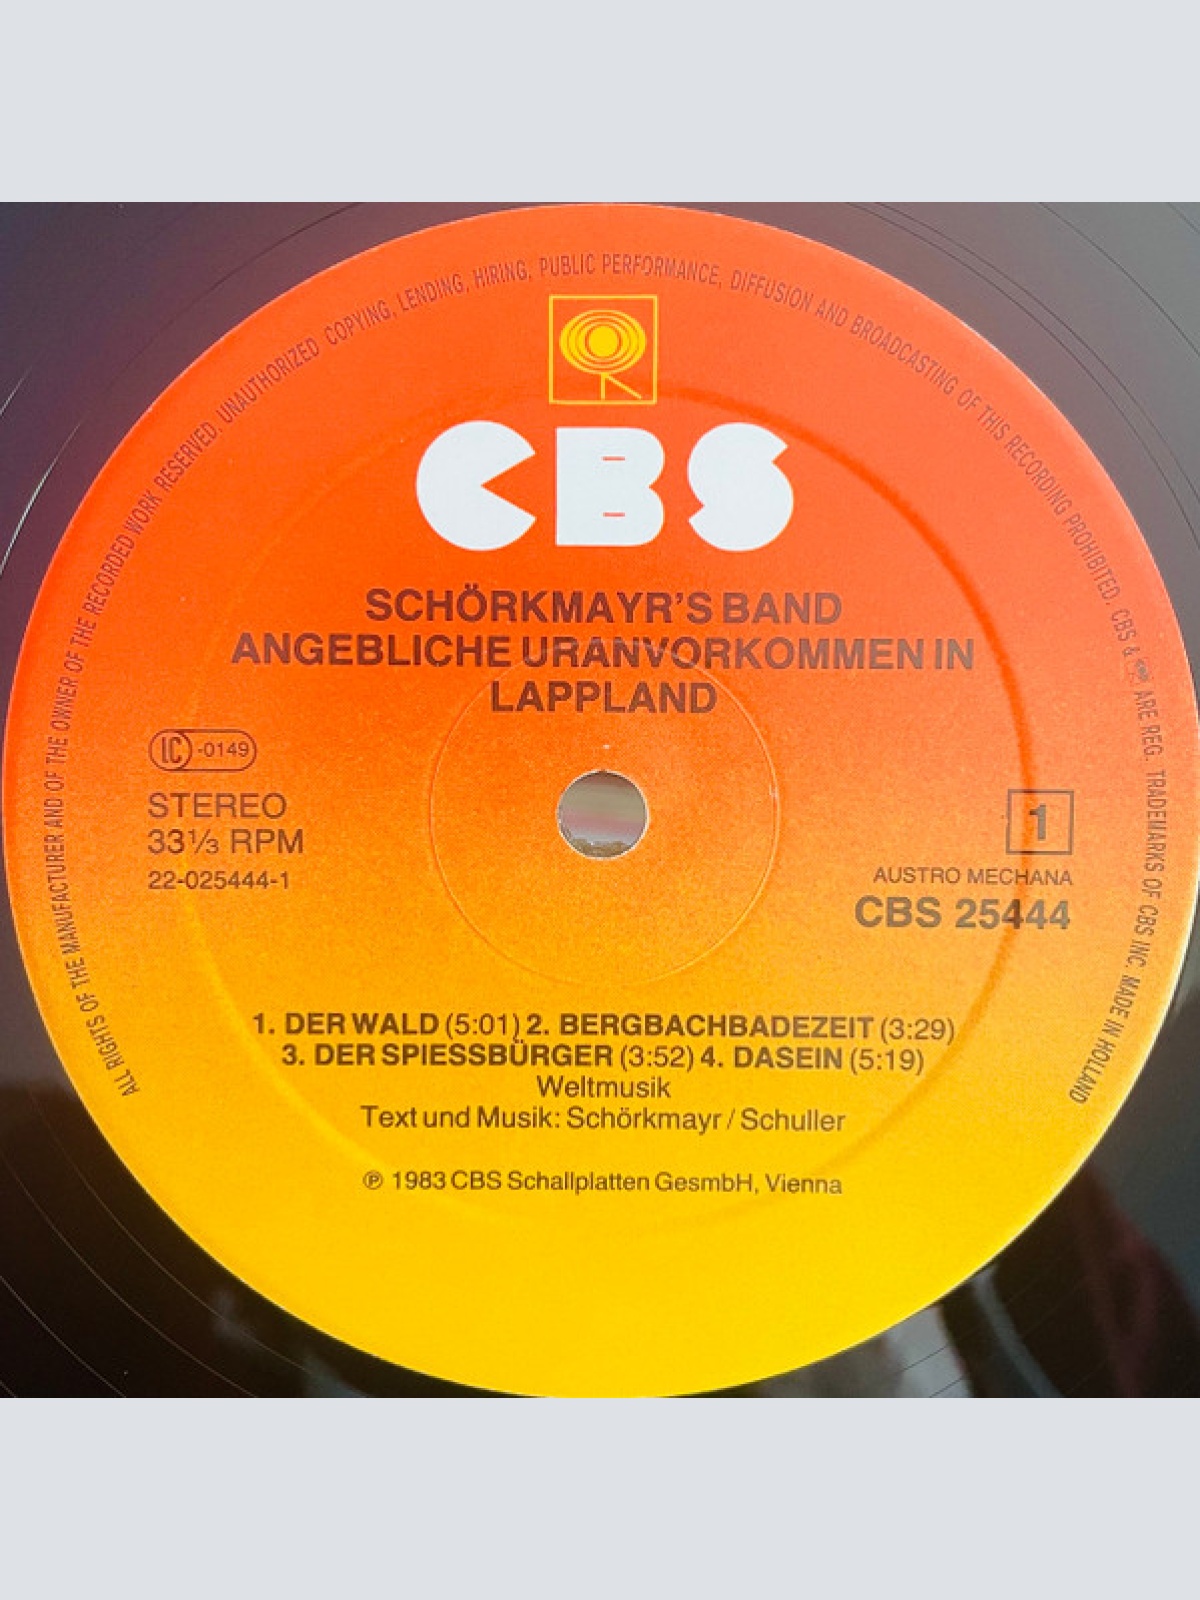 ALL RIGHTS OF THE MANUFACTURER AND OF THE OWNER OF THE RECORDED WORK RESERVED. UNAUTHORIZED COPYING, LENDING, HIRING, PUBLIC PERFORMANCE, DIFFUSION AND BROADCASTING OF THIS RECORDING PROHIBITED. CBS & ARE REG. TRADEMARKS OF CBS INC. MADE IN HOLLAND
CBS
SCHÖRKMAYR'S BAND
ANGEBLICHE URANVORKOMMEN IN
LAPPLAND
LC-0149
STEREO
33⅓ RPM
22-025444-1
1
AUSTRO MECHANA
CBS 25444
1. DER WALD (5:01) 2. BERGBACHBADEZEIT (3:29)
3. DER SPIESSBÜRGER (3:52) 4. DASEIN (5:19)
Weltmusik
Text und Musik: Schörkmayr / Schuller
℗ 1983 CBS Schallplatten GesmbH, Vienna